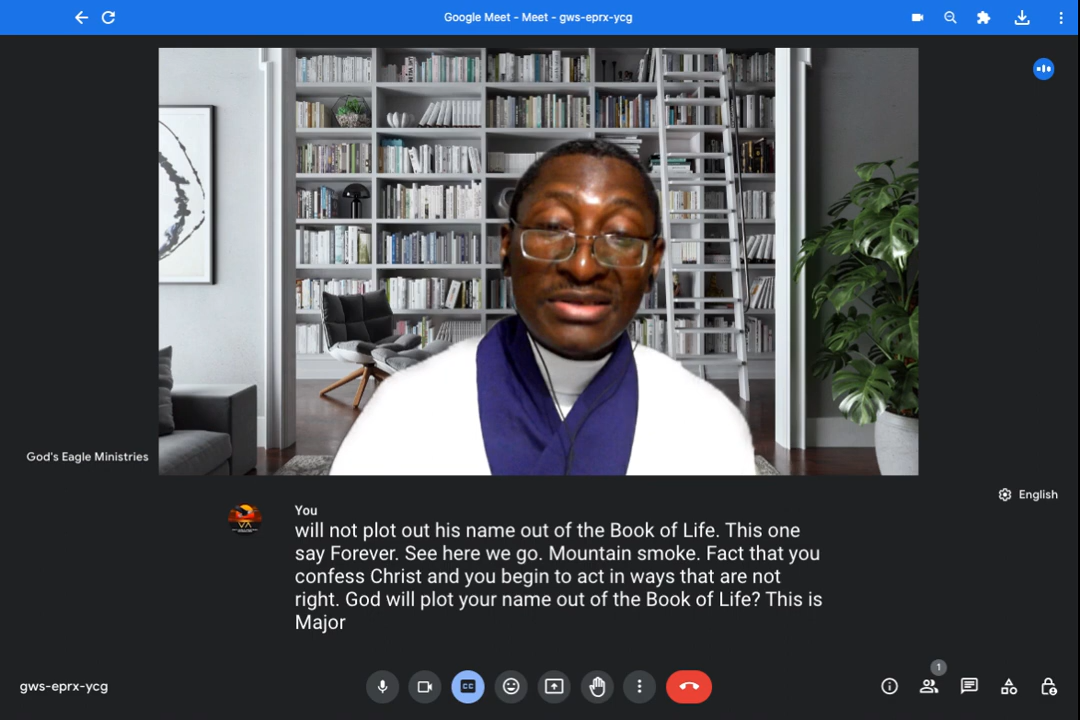 Google Meet - Meet - gws-eprx-ycg
God's Eagle Ministries
English
You
will not plot out his name out of the Book of Life. This one
say Forever. See here we go. Mountain smoke. Fact that you
confess Christ and you begin to act in ways that are not
right. God will plot your name out of the Book of Life? This is
Major
1
gws-eprx-ycg
CC